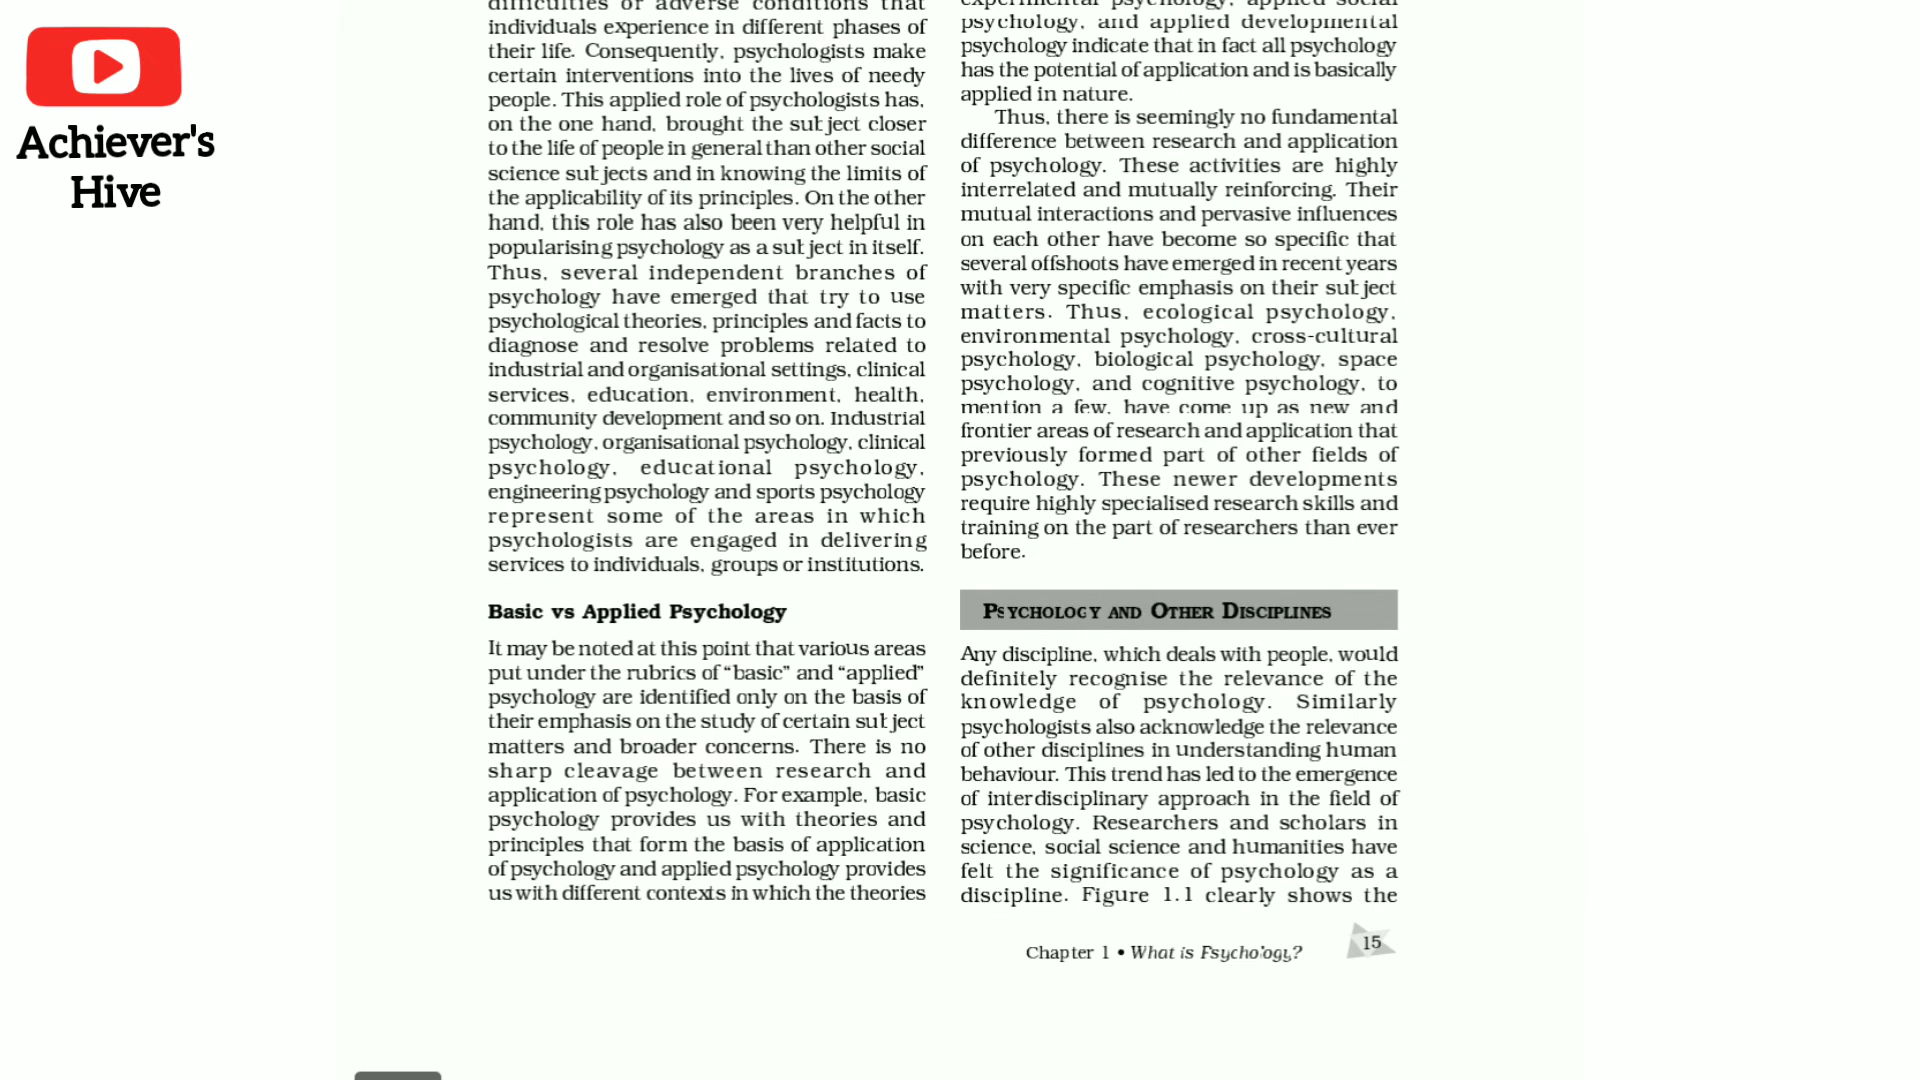 Achiever's
Hive
difficulties or adverse conditions that
individuals experience in different phases of
their life. Consequently, psychologists make
certain interventions into the lives of needy
people. This applied role of psychologists has,
on the one hand, brought the subject closer
to the life of people in general than other social
science subjects and in knowing the limits of
the applicability of its principles. On the other
hand, this role has also been very helpful in
popularising psychology as a subject in itself.
Thus, several independent branches of
psychology have emerged that try to use
psychological theories, principles and facts to
diagnose and resolve problems related to
industrial and organisational settings, clinical
services, education, environment, health,
community development and so on. Industrial
psychology, organisational psychology, clinical
psychology, educational psychology,
engineering psychology and sports psychology
represent some of the areas in which
psychologists are engaged in delivering
services to individuals, groups or institutions.
Basic vs Applied Psychology
It may be noted at this point that various areas
put under the rubrics of “basic” and “applied”
psychology are identified only on the basis of
their emphasis on the study of certain subject
matters and broader concerns. There is no
sharp cleavage between research and
application of psychology. For example, basic
psychology provides us with theories and
principles that form the basis of application
of psychology and applied psychology provides
us with different contexts in which the theories
experimental psychology, applied social
psychology, and applied developmental
psychology indicate that in fact all psychology
has the potential of application and is basically
applied in nature.
Thus, there is seemingly no fundamental
difference between research and application
of psychology. These activities are highly
interrelated and mutually reinforcing. Their
mutual interactions and pervasive influences
on each other have become so specific that
several offshoots have emerged in recent years
with very specific emphasis on their subject
matters. Thus, ecological psychology,
environmental psychology, cross-cultural
psychology, biological psychology, space
psychology, and cognitive psychology, to
mention a few, have come up as new and
frontier areas of research and application that
previously formed part of other fields of
psychology. These newer developments
require highly specialised research skills and
training on the part of researchers than ever
before.
PSYCHOLOGY AND OTHER DISCIPLINES
Any discipline, which deals with people, would
definitely recognise the relevance of the
knowledge of psychology. Similarly
psychologists also acknowledge the relevance
of other disciplines in understanding human
behaviour. This trend has led to the emergence
of interdisciplinary approach in the field of
psychology. Researchers and scholars in
science, social science and humanities have
felt the significance of psychology as a
discipline. Figure 1.1 clearly shows the
Chapter 1 • What is Psychology?
15